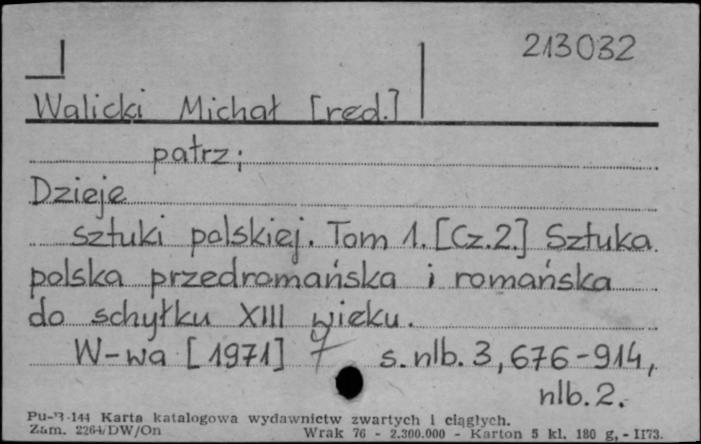 213032
Walicki Michał [red.]
patrz;
Dzieje
sztuki polskiej. Tom 1. [Cz.2.] Sztuka
polska przedromańska i romańska
do schyłku XIII wieku.
W-wa [1971] s. nlb. 3, 676-914,
nlb. 2.
Pu-B-144 Karta katalogowa wydawnictw zwartych i ciągłych.
Zam. 2264/DW/On Wrak 76 - 2.300.000 - Karton 5 kl. 180 g. - II73.